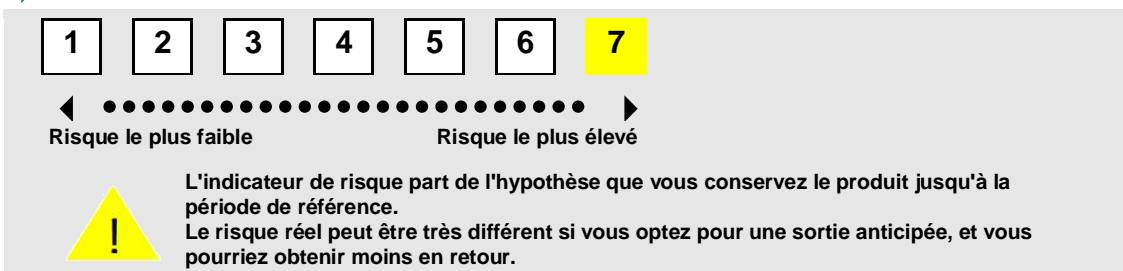 1 2 3 4 5 6 7
Risque le plus faible Risque le plus élevé
L'indicateur de risque part de l'hypothèse que vous conservez le produit jusqu'à la
période de référence.
Le risque réel peut être très différent si vous optez pour une sortie anticipée, et vous
pourriez obtenir moins en retour.
!